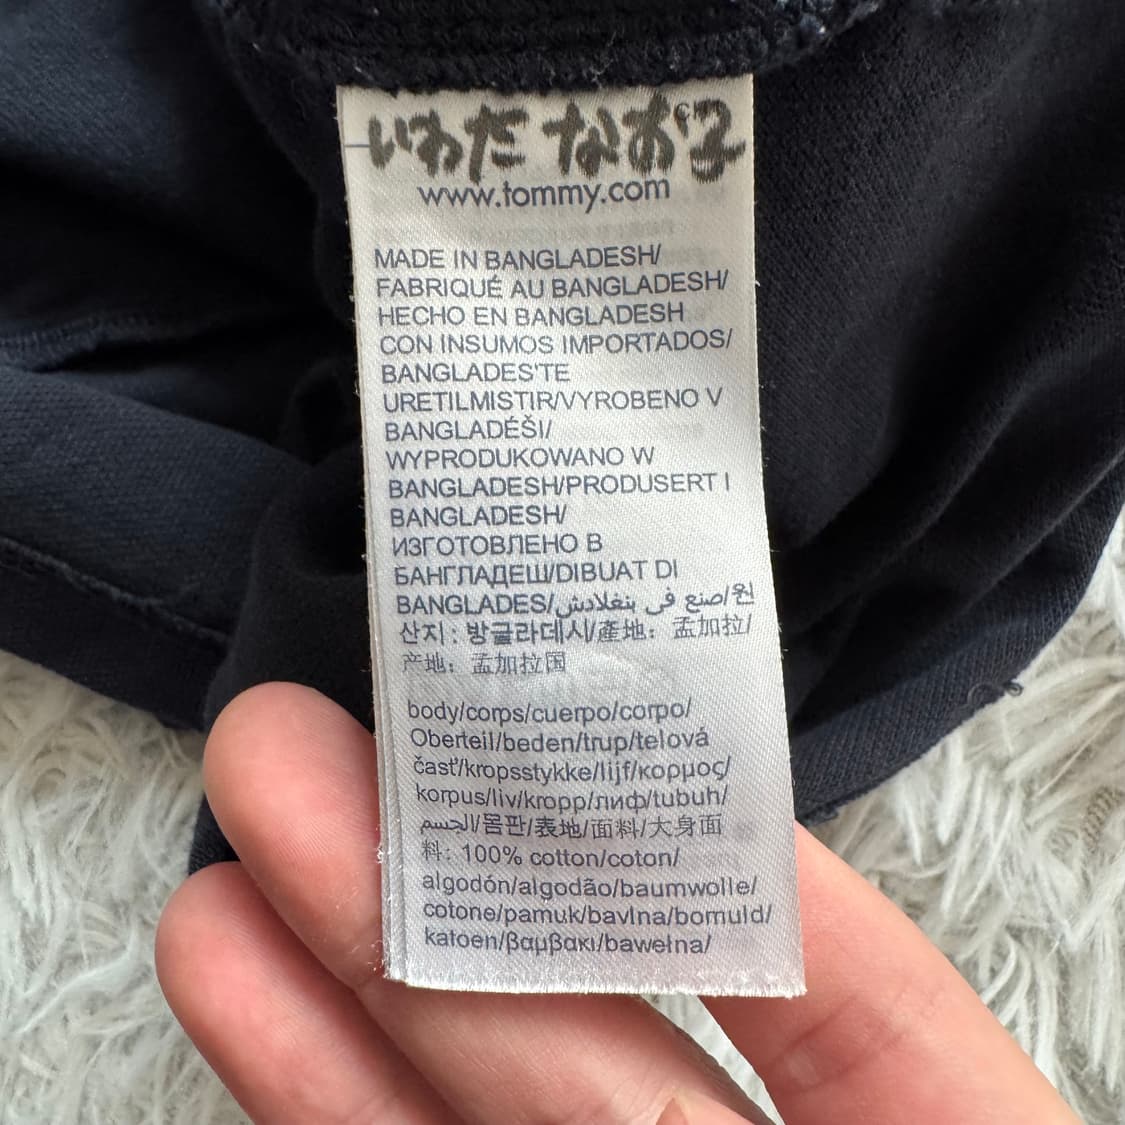 いわだ なお子
www.tommy.com
MADE IN BANGLADESH/
FABRIQUÉ AU BANGLADESH/
HECHO EN BANGLADESH
CON INSUMOS IMPORTADOS/
BANGLADES'TE
URETILMISTIR/VYROBENO V
BANGLADÉŠI/
WYPRODUKOWANO W
BANGLADESH/PRODUSERT I
BANGLADESH/
ИЗГОТОВЛЕНО В
БАНГЛАДЕШ/DIBUAT DI
BANGLADES/صنع فى بنغلادش/원
산지: 방글라데시/產地: 孟加拉/
产地: 孟加拉国
body/corps/cuerpo/corpo/
Oberteil/beden/trup/telová
časť/kropsstykke/lijf/κορμος/
korpus/liv/kropp/лиф/tubuh/
الجسم/몸판/表地/面料/大身面
料: 100% cotton/coton/
algodón/algodão/baumwolle/
cotone/pamuk/bavlna/bomuld/
katoen/βαμβακι/bawełna/